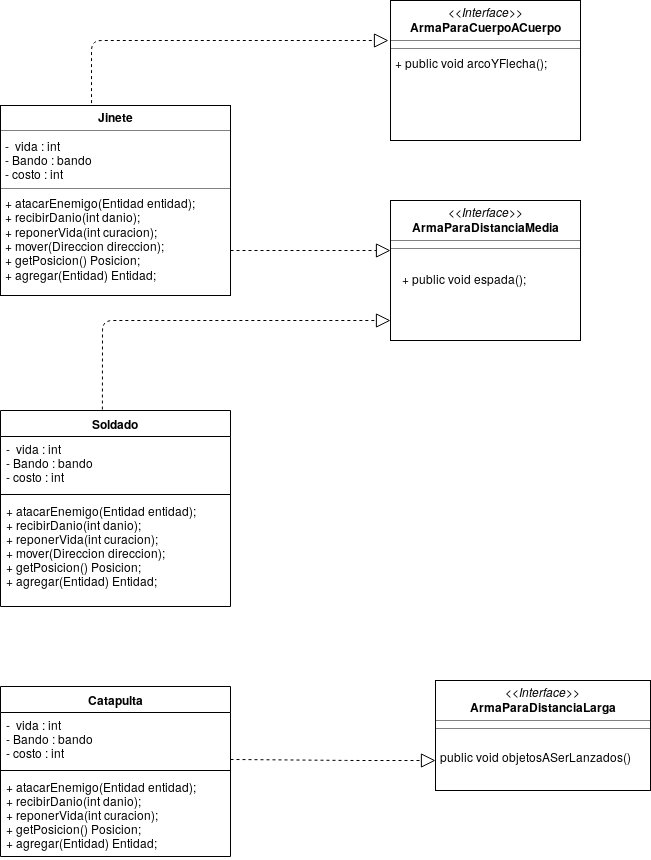 <<Interface>>
ArmaParaCuerpoACuerpo
+ public void arcoYFlecha();
Jinete
- vida : int
- Bando : bando
- costo : int
+ atacarEnemigo(Entidad entidad);
+ recibirDanio(int danio);
+ reponerVida(int curacion);
+ mover(Direccion direccion);
+ getPosicion() Posicion;
+ agregar(Entidad) Entidad;
<<Interface>>
ArmaParaDistanciaMedia
+ public void espada();
Soldado
- vida : int
- Bando : bando
- costo : int
+ atacarEnemigo(Entidad entidad);
+ recibirDanio(int danio);
+ reponerVida(int curacion);
+ mover(Direccion direccion);
+ getPosicion() Posicion;
+ agregar(Entidad) Entidad;
Catapulta
- vida : int
- Bando : bando
- costo : int
+ atacarEnemigo(Entidad entidad);
+ recibirDanio(int danio);
+ reponerVida(int curacion);
+ getPosicion() Posicion;
+ agregar(Entidad) Entidad;
<<Interface>>
ArmaParaDistanciaLarga
public void objetosASerLanzados()